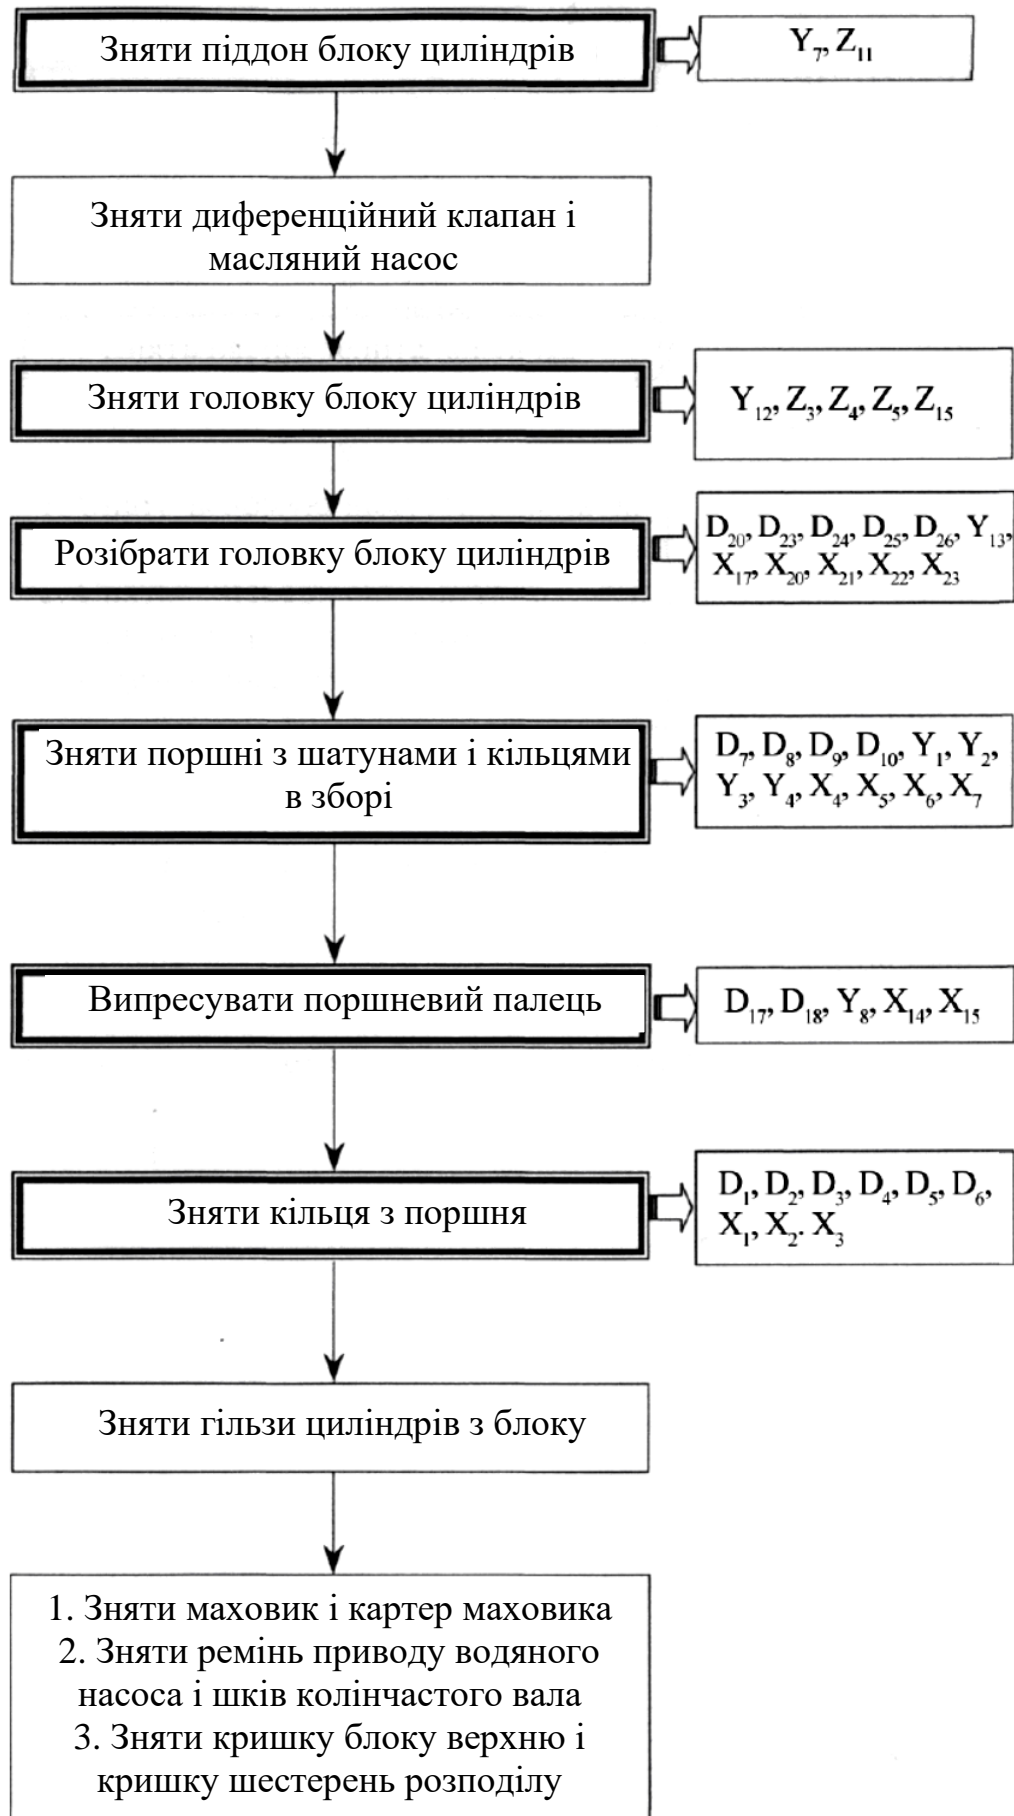 Зняти піддон блоку циліндрів
Y₇, Z₁₁
Зняти диференційний клапан і
масляний насос
Зняти головку блоку циліндрів
Y₁₂, Z₃, Z₄, Z₅, Z₁₅
Розібрати головку блоку циліндрів
D₂₀, D₂₃, D₂₄, D₂₅, D₂₆, Y₁₃,
X₁₇, X₂₀, X₂₁, X₂₂, X₂₃
Зняти поршні з шатунами і кільцями
в зборі
D₇, D₈, D₉, D₁₀, Y₁, Y₂,
Y₃, Y₄, X₄, X₅, X₆, X₇
Випресувати поршневий палець
D₁₇, D₁₈, Y₈, X₁₄, X₁₅
Зняти кільця з поршня
D₁, D₂, D₃, D₄, D₅, D₆,
X₁, X₂. X₃
Зняти гільзи циліндрів з блоку
1. Зняти маховик і картер маховика
2. Зняти ремінь приводу водяного
насоса і шків колінчастого вала
3. Зняти кришку блоку верхню і
кришку шестерень розподілу